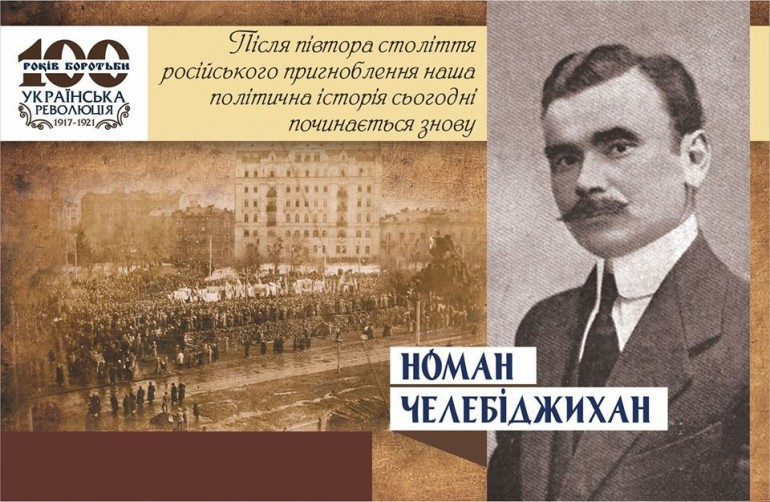 100
РОКІВ БОРОТЬБИ
УКРАЇНСЬКА
РЕВОЛЮЦІЯ
1917-1921
Після півтора століття
російського пригноблення наша
політична історія сьогодні
починається знову
НОМАН
ЧЕЛЕБІДЖИХАН